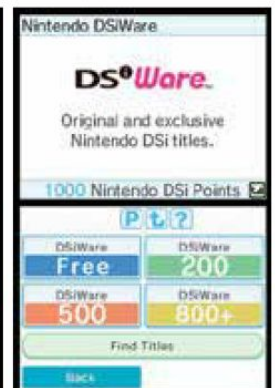 Nintendo DSiWare
DSiWare™
Original and exclusive
Nintendo DSi titles.
1000 Nintendo DSi Points
P ?
DSiWare
Free
DSiWare
200
DSiWare
500
DSiWare
800+
Find Titles
Back